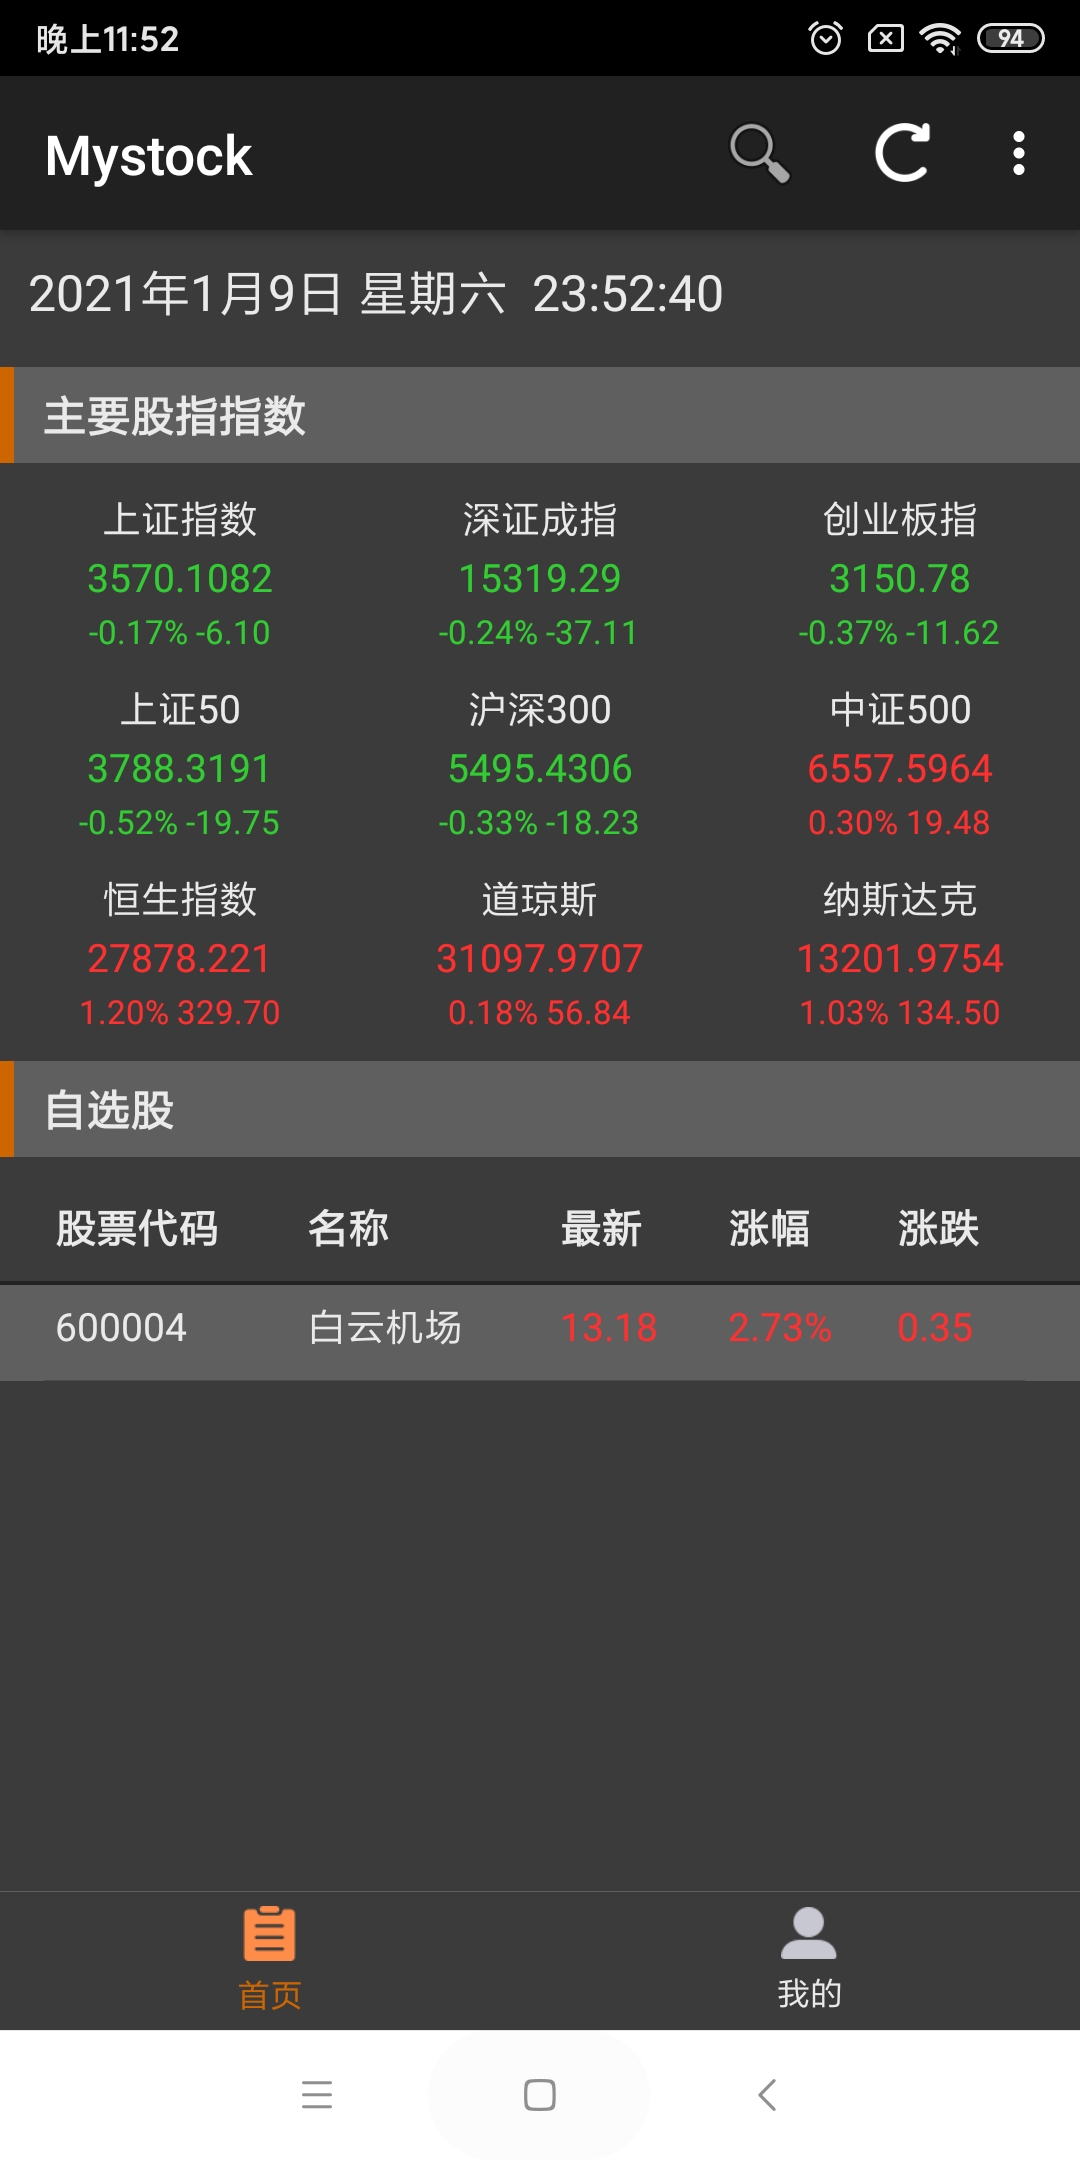 晚上11:52
94
Mystock
2021年1月9日 星期六 23:52:40
主要股指指数
上证指数 深证成指 创业板指
3570.1082 15319.29 3150.78
-0.17% -6.10 -0.24% -37.11 -0.37% -11.62
上证50 沪深300 中证500
3788.3191 5495.4306 6557.5964
-0.52% -19.75 -0.33% -18.23 0.30% 19.48
恒生指数 道琼斯 纳斯达克
27878.221 31097.9707 13201.9754
1.20% 329.70 0.18% 56.84 1.03% 134.50
自选股
股票代码 名称 最新 涨幅 涨跌
600004 白云机场 13.18 2.73% 0.35
首页 我的